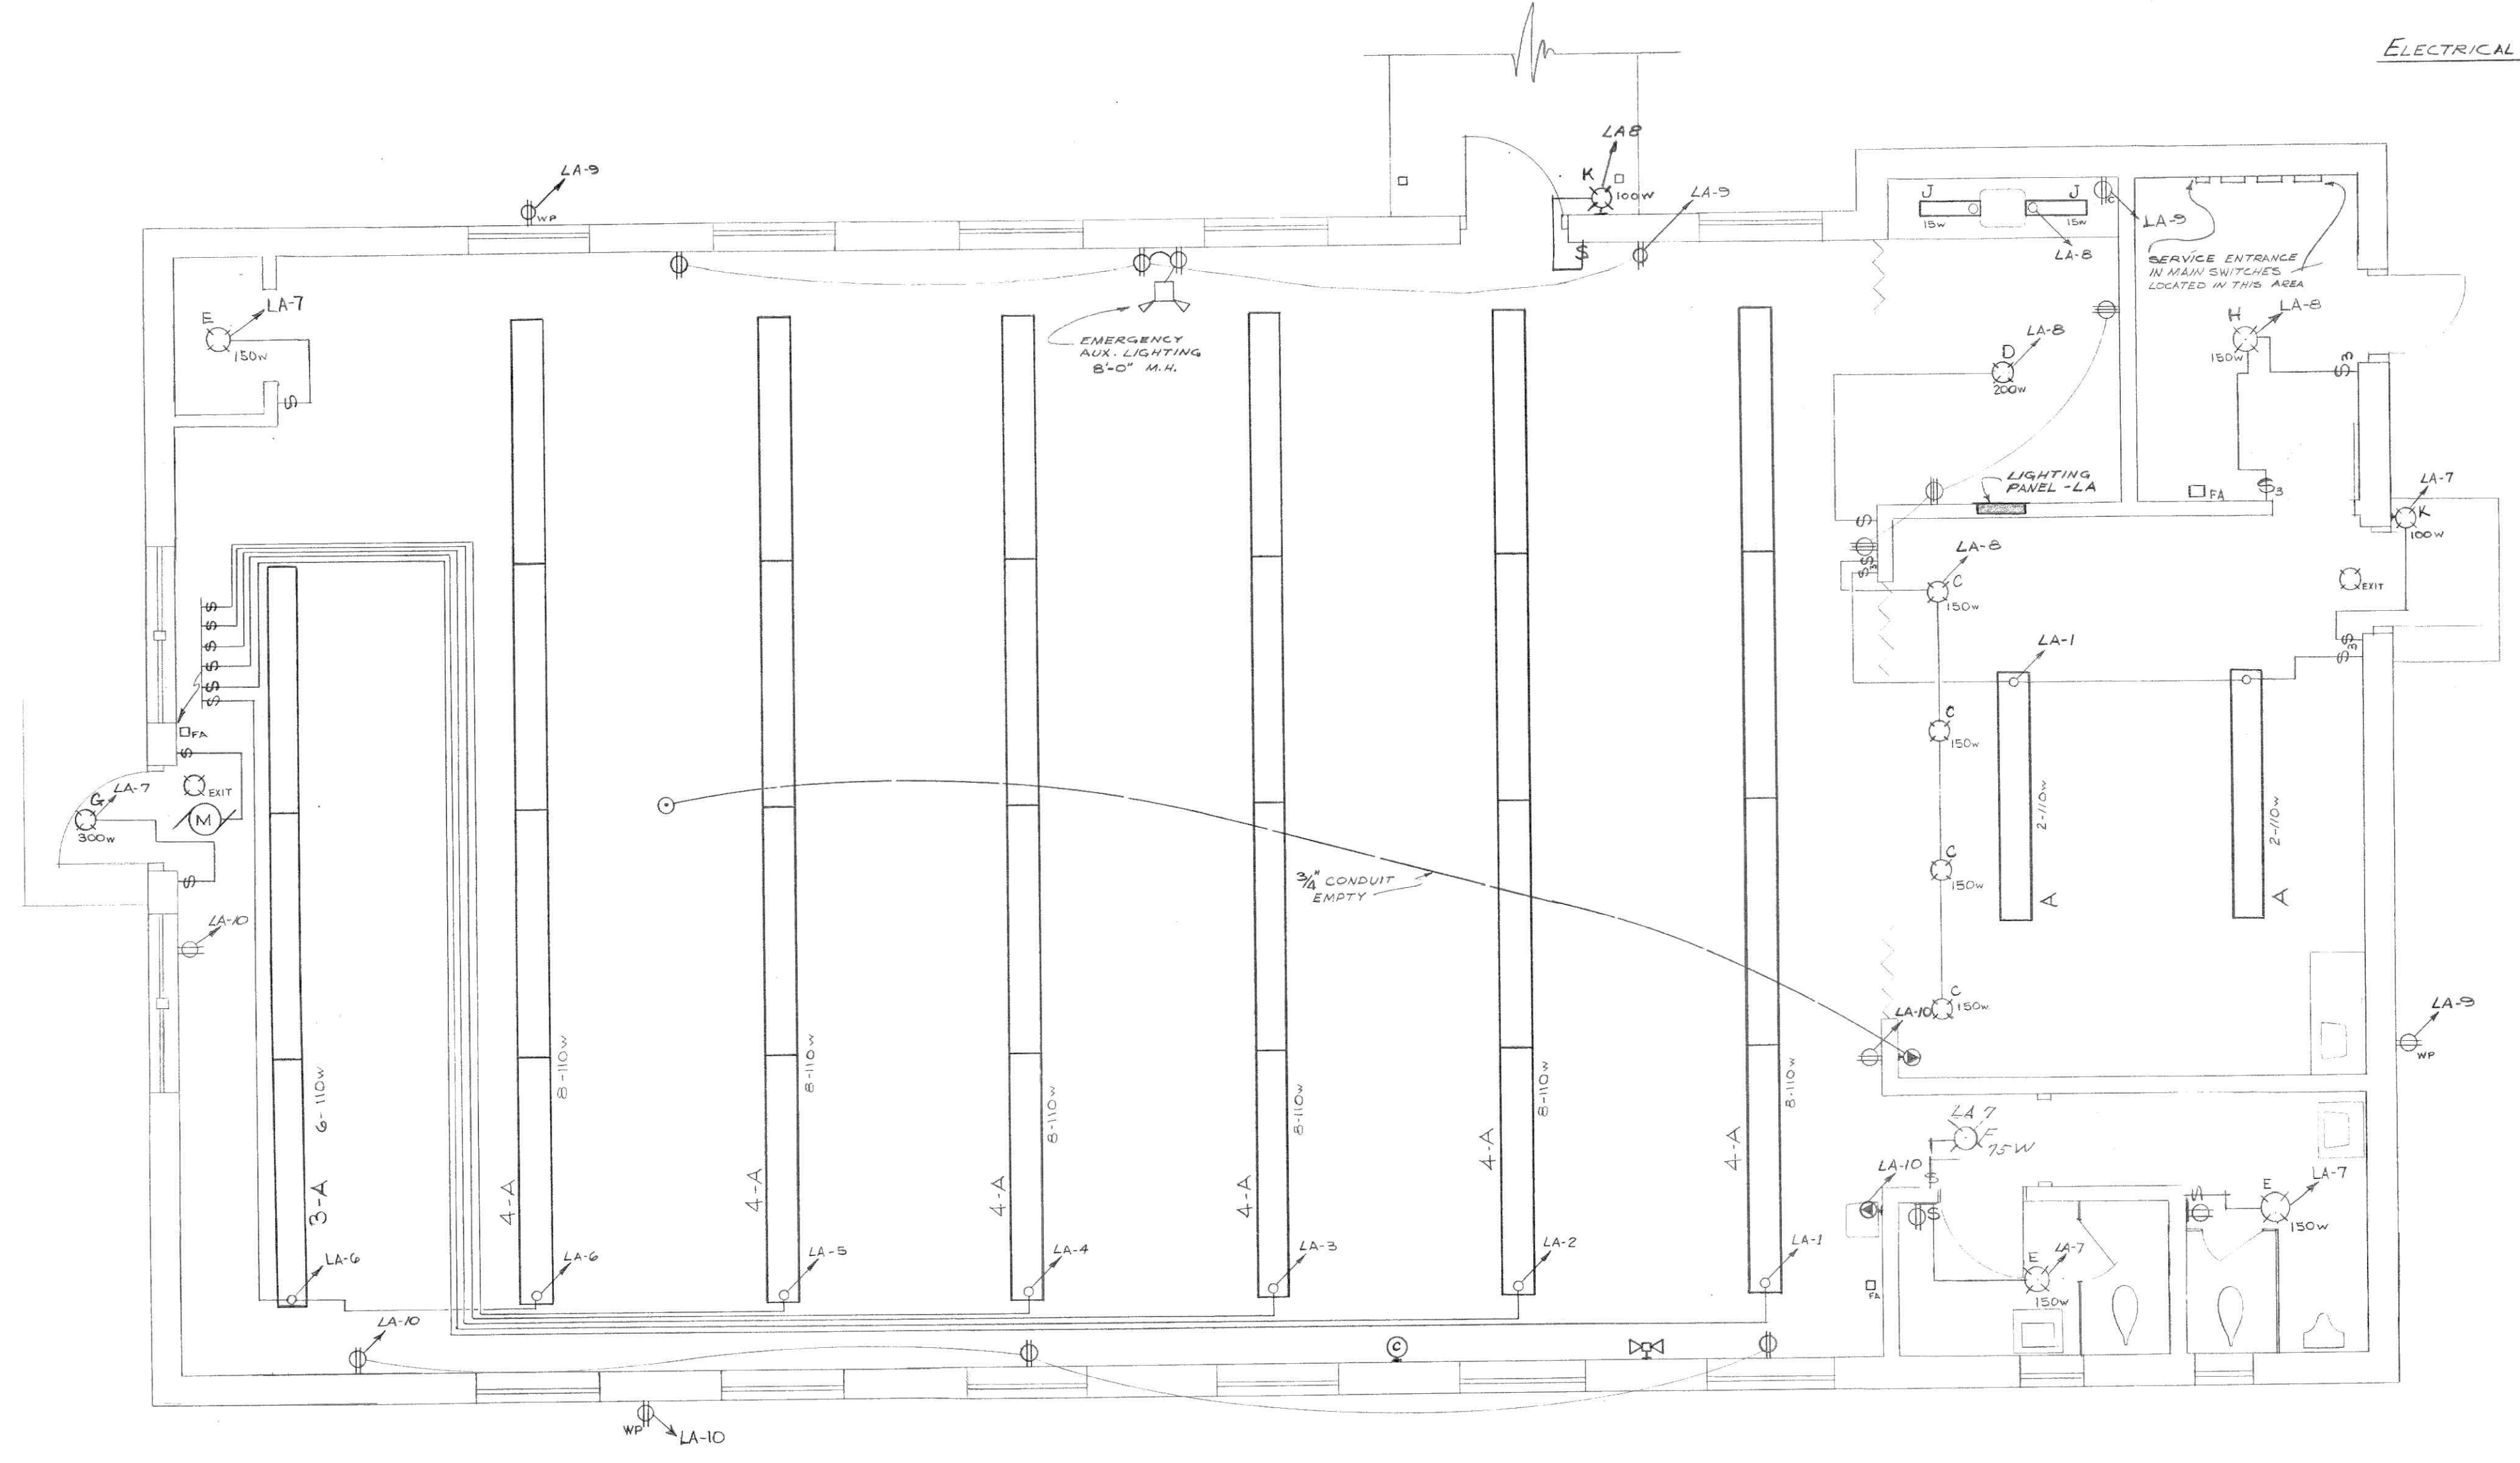 ELECTRICAL
LA8
K
100W
LA-9
WP
LA-9
J
J
15W
15W
C
LA-9
LA-8
SERVICE ENTRANCE
IN MAIN SWITCHES
LOCATED IN THIS AREA
S
E
LA-7
150W
S
EMERGENCY
AUX. LIGHTING
8'-0" M.H.
LA-8
D
200W
H
LA-8
150W
S3
LIGHTING
PANEL -LA
FA
S3
LA-7
K
100W
S
S
S3
LA-8
C
150W
EXIT
S
S3
S
S
S
S
S
S
FA
S
LA-1
C
150W
G
LA-7
300W
EXIT
M
S
2-110W
2-110W
C
150W
A
A
3/4" CONDUIT
EMPTY
LA-10
C
150W
LA-10
LA-9
WP
6-110W
8-110W
8-110W
8-110W
8-110W
8-110W
8-110W
3-A
4-A
4-A
4-A
4-A
4-A
4-A
LA 7
F
75W
LA-10
S
S
S
E
LA-7
150W
E
LA-7
150W
FA
LA-6
LA-6
LA-5
LA-4
LA-3
LA-2
LA-1
LA-10
C
WP
LA-10